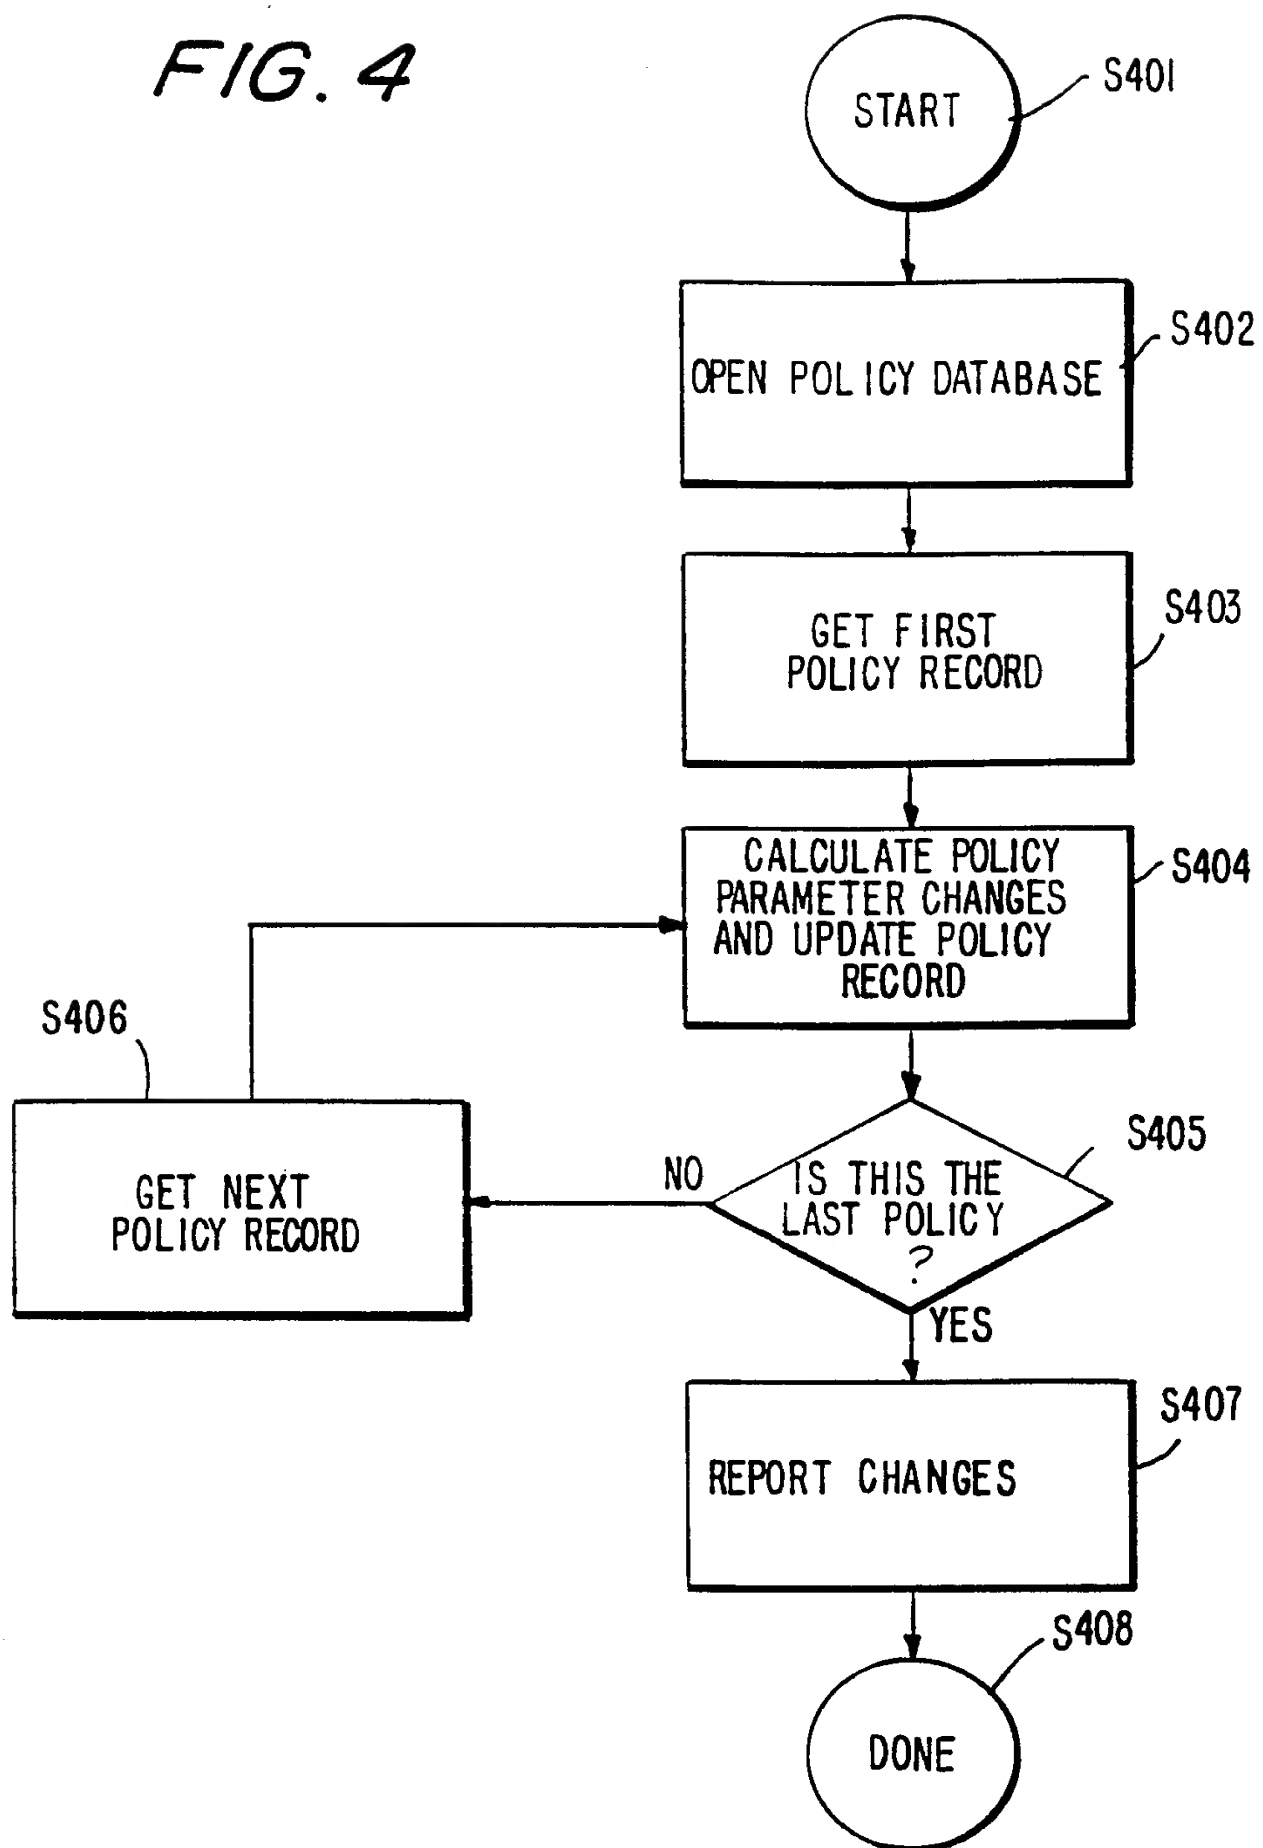 FIG. 4
START
S401
OPEN POLICY DATABASE
S402
GET FIRST
POLICY RECORD
S403
CALCULATE POLICY
PARAMETER CHANGES
AND UPDATE POLICY
RECORD
S404
S406
GET NEXT
POLICY RECORD
NO
IS THIS THE
LAST POLICY
?
S405
YES
REPORT CHANGES
S407
S408
DONE